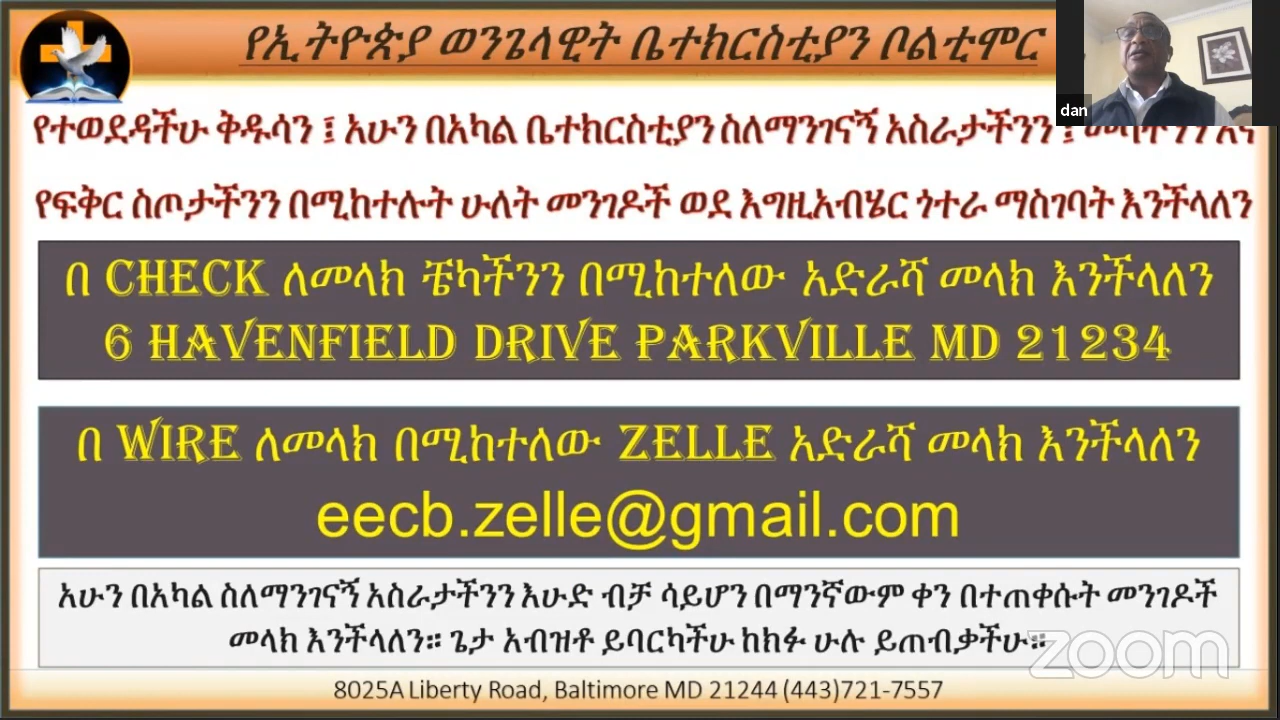 የኢትዮጵያ ወንጌላዊት ቤተክርስቲያን ቦልቲሞር
dan
የተወደዳችሁ ቅዱሳን ፤ አሁን በአካል ቤተክርስቲያን ስለማንገናኝ አስራታችንን ፤
የፍቅር ስጦታችንን በሚከተሉት ሁለት መንገዶች ወደ እግዚአብሄር ጎተራ ማስገባት እንችላለን
በ CHECK ለመላክ ቼካችንን በሚከተለው አድራሻ መላክ እንችላለን
6 HAVENFIELD DRIVE PARKVILLE MD 21234
በ WIRE ለመላክ በሚከተለው ZELLE አድራሻ መላክ እንችላለን
eecb.zelle@gmail.com
አሁን በአካል ስለማንገናኝ አስራታችንን እሁድ ብቻ ሳይሆን በማንኛውም ቀን በተጠቀሱት መንገዶች
መላክ እንችላለን። ጌታ አብዝቶ ይባርካችሁ ከክፉ ሁሉ ይጠብቃችሁ።
zoom
8025A Liberty Road, Baltimore MD 21244 (443)721-7557